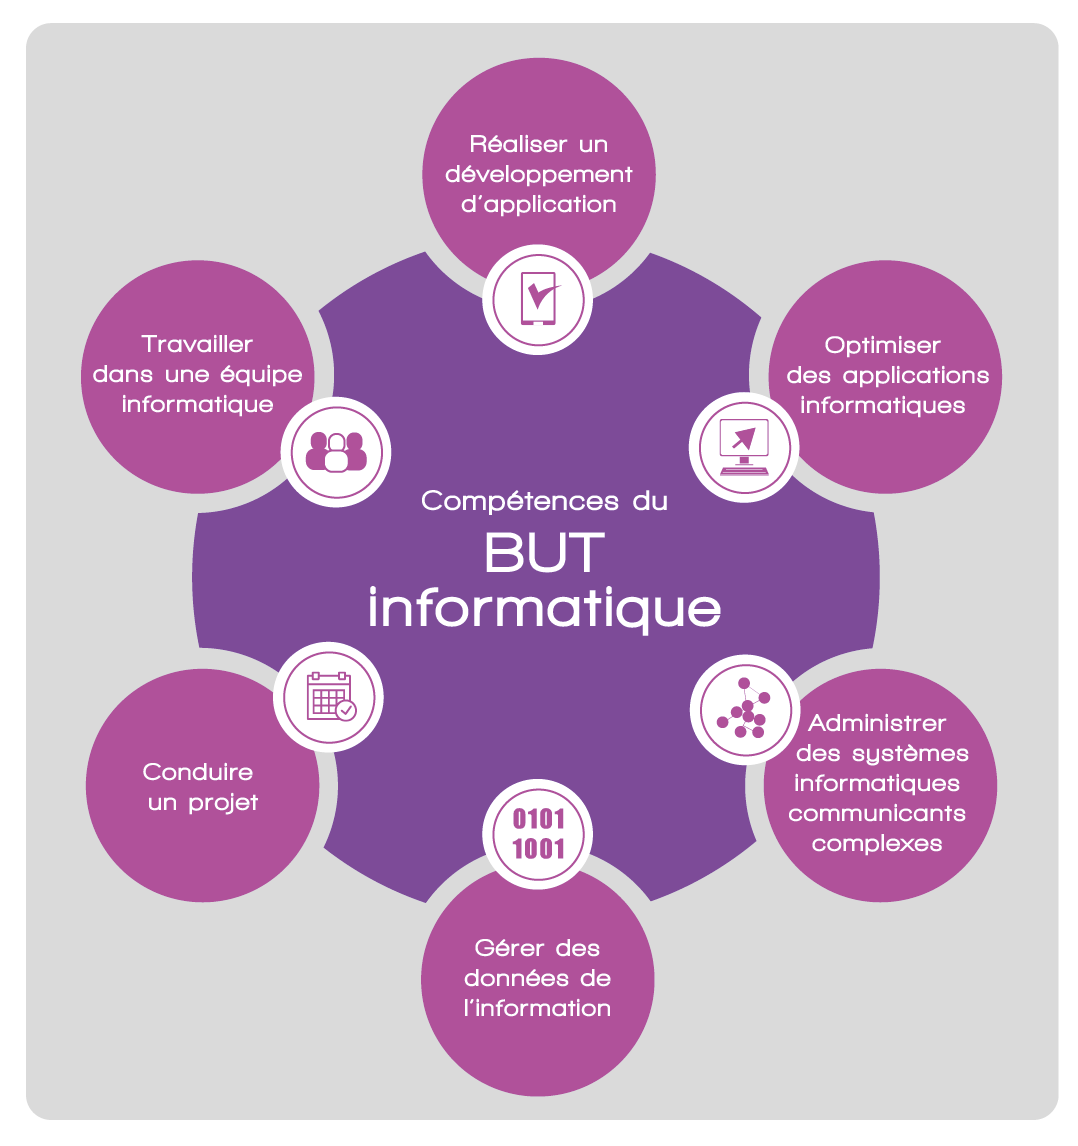 Réaliser un
développement
d'application
Travailler
dans une équipe
informatique
Optimiser
des applications
informatiques
Compétences du
BUT
informatique
Conduire
un projet
Administrer
des systèmes
informatiques
communicants
complexes
0101
1001
Gérer des
données de
l'information